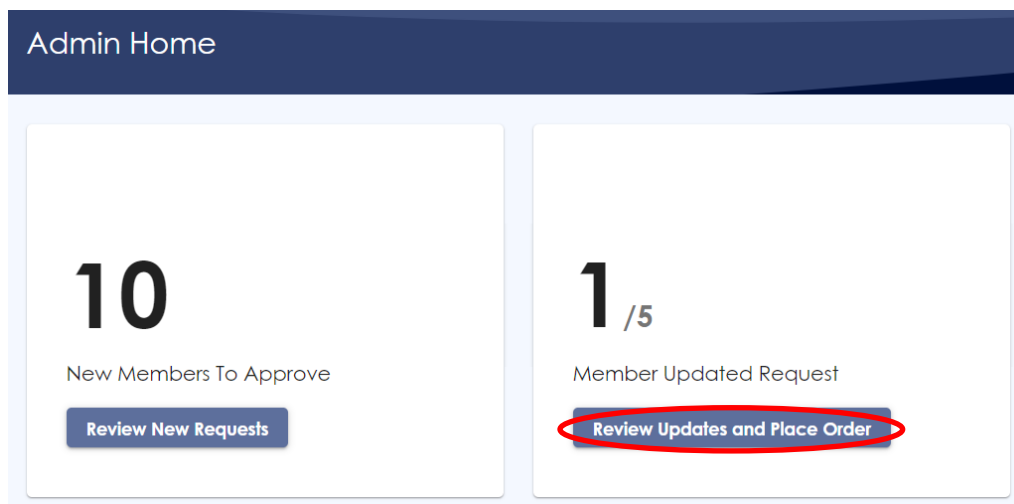 Admin Home
10
New Members To Approve
Review New Requests
1 /5
Member Updated Request
Review Updates and Place Order